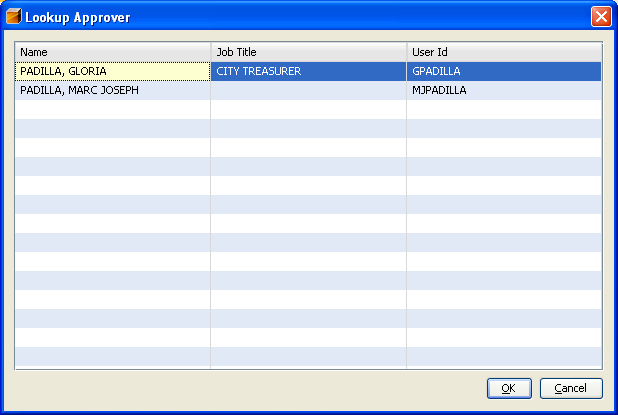 Lookup Approver
Name Job Title User Id
PADILLA, GLORIA CITY TREASURER GPADILLA
PADILLA, MARC JOSEPH MJPADILLA
OK Cancel